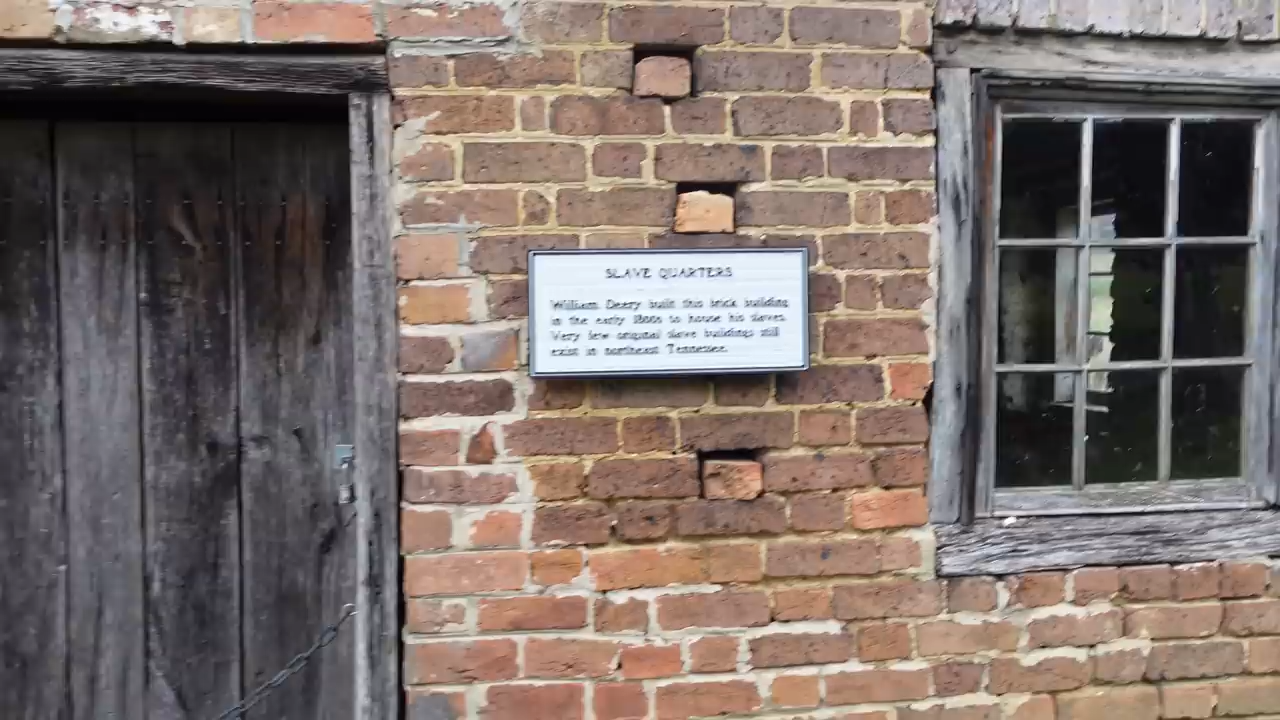 SLAVE QUARTERS
William Deery built this brick building
in the early 1800s to house his slaves.
Very few original slave buildings still
exist in northeast Tennessee.